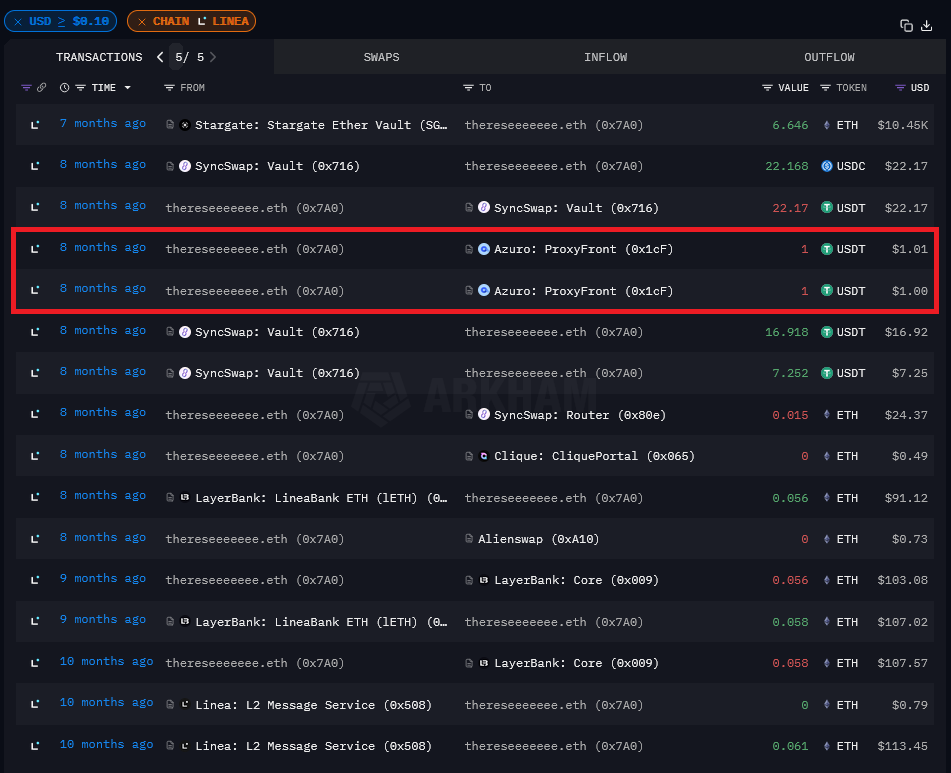 × USD ≥ $0.10 × CHAIN LINEA
TRANSACTIONS < 5 / 5 > SWAPS INFLOW OUTFLOW
TIME FROM TO VALUE TOKEN USD
7 months ago Stargate: Stargate Ether Vault (SG… thereseeeeeee.eth (0x7A0) 6.646 ETH $10.45K
8 months ago SyncSwap: Vault (0x716) thereseeeeeee.eth (0x7A0) 22.168 USDC $22.17
8 months ago thereseeeeeee.eth (0x7A0) SyncSwap: Vault (0x716) 22.17 USDT $22.17
8 months ago thereseeeeeee.eth (0x7A0) Azuro: ProxyFront (0x1cF) 1 USDT $1.01
8 months ago thereseeeeeee.eth (0x7A0) Azuro: ProxyFront (0x1cF) 1 USDT $1.00
8 months ago SyncSwap: Vault (0x716) thereseeeeeee.eth (0x7A0) 16.918 USDT $16.92
8 months ago SyncSwap: Vault (0x716) thereseeeeeee.eth (0x7A0) 7.252 USDT $7.25
ARKHAM
8 months ago thereseeeeeee.eth (0x7A0) SyncSwap: Router (0x80e) 0.015 ETH $24.37
8 months ago thereseeeeeee.eth (0x7A0) Clique: CliquePortal (0x065) 0 ETH $0.49
8 months ago LayerBank: LineaBank ETH (lETH) (0… thereseeeeeee.eth (0x7A0) 0.056 ETH $91.12
8 months ago thereseeeeeee.eth (0x7A0) Alienswap (0xA10) 0 ETH $0.73
9 months ago thereseeeeeee.eth (0x7A0) LayerBank: Core (0x009) 0.056 ETH $103.08
9 months ago LayerBank: LineaBank ETH (lETH) (0… thereseeeeeee.eth (0x7A0) 0.058 ETH $107.02
10 months ago thereseeeeeee.eth (0x7A0) LayerBank: Core (0x009) 0.058 ETH $107.57
10 months ago Linea: L2 Message Service (0x508) thereseeeeeee.eth (0x7A0) 0 ETH $0.79
10 months ago Linea: L2 Message Service (0x508) thereseeeeeee.eth (0x7A0) 0.061 ETH $113.45